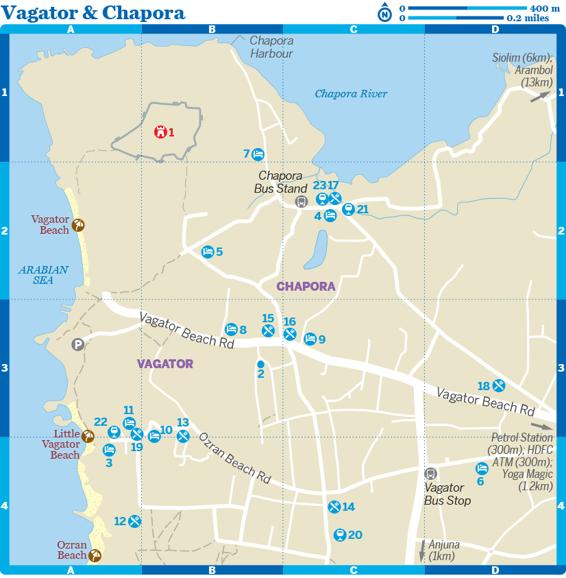 Vagator & Chapora
N
0 400 m
0 0.2 miles
A B C D
Chapora
Harbour
Siolim (6km);
Arambol
(13km)
1 1
Chapora River
1
7
Chapora
Bus Stand
23 17
4 21
Vagator
Beach
2 2
5
ARABIAN
SEA
CHAPORA
Vagator Beach Rd
8 15 16 9
P
VAGATOR
2
3 3
18
Vagator Beach Rd
11
22
10 13
19
Little
Vagator
Beach
3
Ozran Beach Rd
Petrol Station
(300m); HDFC
ATM (300m);
Yoga Magic
(1.2km)
6
Vagator
Bus Stop
4 4
12
14
20
Ozran
Beach
Anjuna
(1km)
A B C D